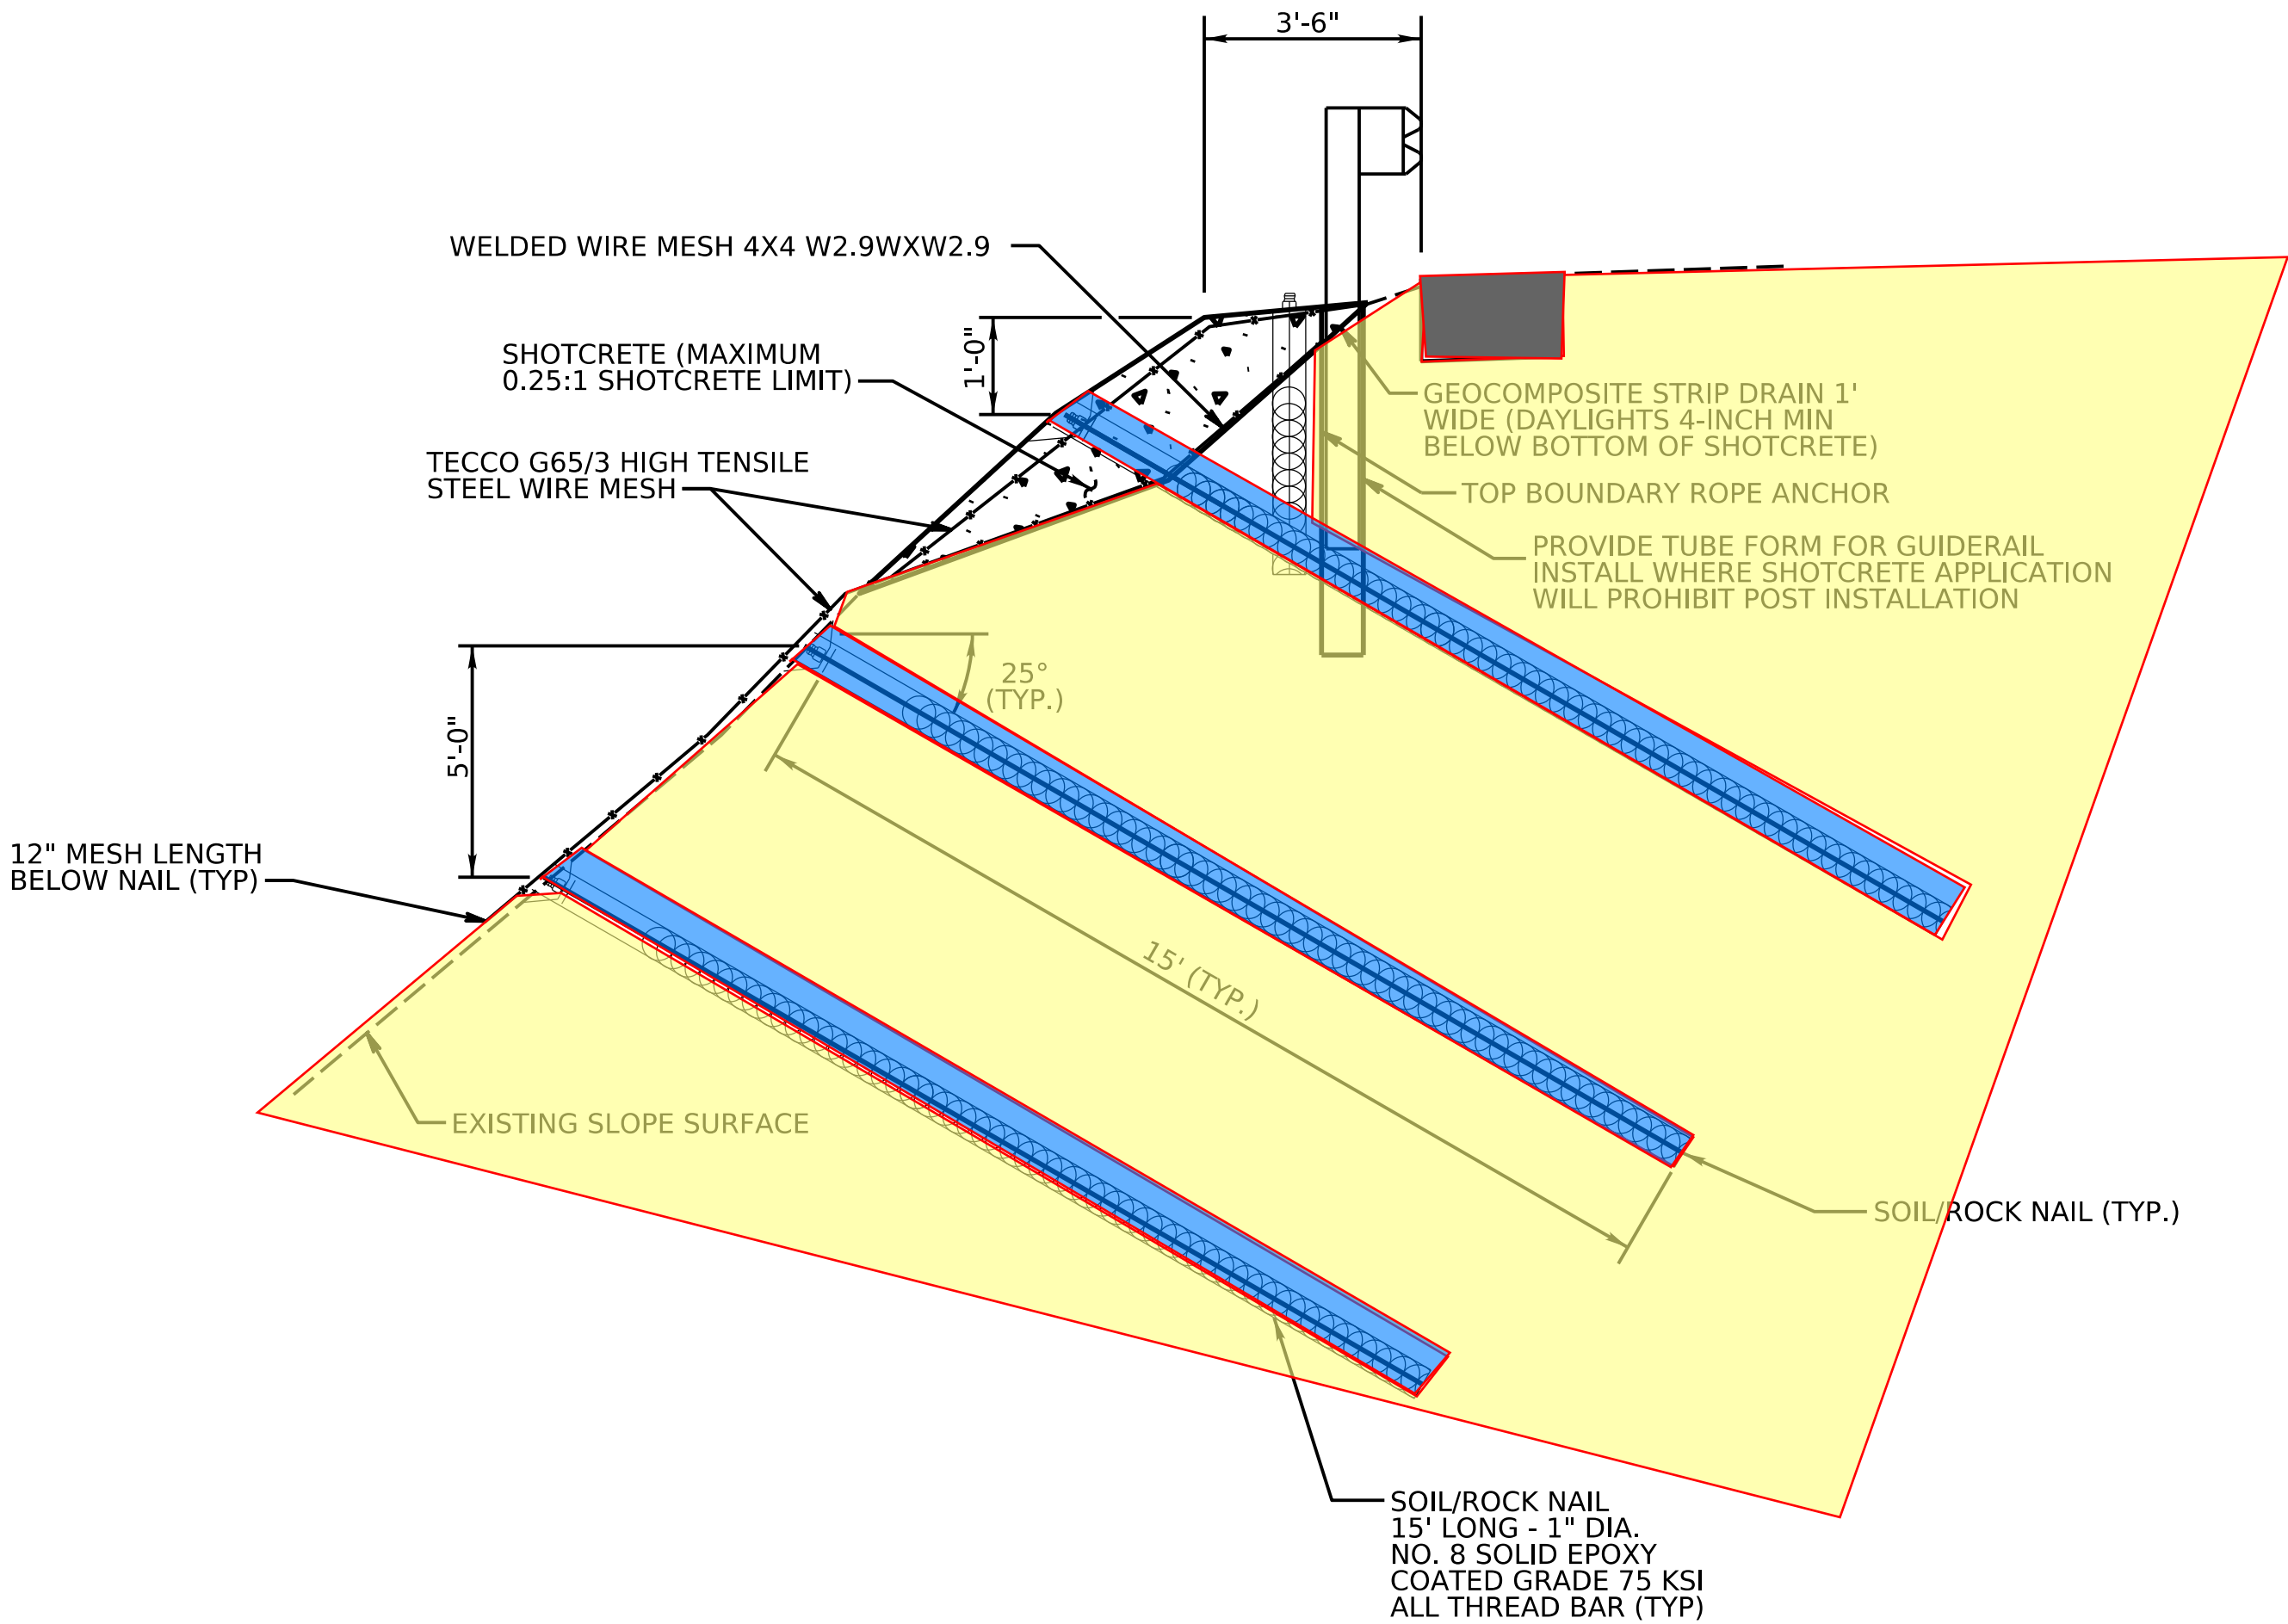 3'-6"
WELDED WIRE MESH 4X4 W2.9WXW2.9
1'-0"
SHOTCRETE (MAXIMUM
0.25:1 SHOTCRETE LIMIT)
GEOCOMPOSITE STRIP DRAIN 1'
WIDE (DAYLIGHTS 4-INCH MIN
BELOW BOTTOM OF SHOTCRETE)
TECCO G65/3 HIGH TENSILE
STEEL WIRE MESH
TOP BOUNDARY ROPE ANCHOR
PROVIDE TUBE FORM FOR GUIDERAIL
INSTALL WHERE SHOTCRETE APPLICATION
WILL PROHIBIT POST INSTALLATION
25°
(TYP.)
5'-0"
12" MESH LENGTH
BELOW NAIL (TYP)
15' (TYP.)
EXISTING SLOPE SURFACE
SOIL/ROCK NAIL (TYP.)
SOIL/ROCK NAIL
15' LONG - 1" DIA.
NO. 8 SOLID EPOXY
COATED GRADE 75 KSI
ALL THREAD BAR (TYP)